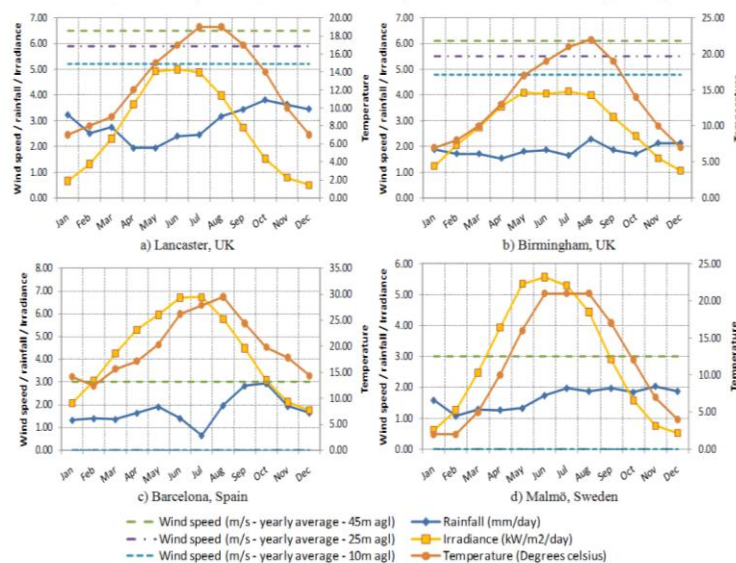 7.00 20.00 7.00 25.00
6.00 18.00 6.00
5.00 16.00 5.00 20.00
4.00 14.00 4.00 15.00
3.00 12.00 3.00
2.00 10.00 2.00 10.00
1.00 8.00 1.00 5.00
0.00 6.00 0.00 0.00
4.00
2.00
0.00
Wind speed / rainfall / Irradiance
Temperature
Wind speed / rainfall / Irradiance
Temperature
Jan Feb Mar Apr May Jun Jul Aug Sep Oct Nov Dec
Jan Feb Mar Apr May Jun Jul Aug Sep Oct Nov Dec
a) Lancaster, UK
b) Birmingham, UK
8.00 35.00 6.00 25.00
7.00 30.00 5.00 20.00
6.00 25.00 4.00 15.00
5.00 20.00 3.00 10.00
4.00 15.00 2.00 5.00
3.00 10.00 1.00 0.00
2.00 5.00 0.00
1.00 0.00
0.00
Wind speed / rainfall / Irradiance
Temperature
Wind speed / rainfall /Irradiance
Temperature
Jan Feb Mar Apr May Jun Jul Aug Sep Oct Nov Dec
Jan Feb Mar Apr May Jun Jul Aug Sep Oct Nov Dec
c) Barcelona, Spain
d) Malmö, Sweden
Wind speed (m/s - yearly average - 45m agl)
Rainfall (mm/day)
Wind speed (m/s - yearly average - 25m agl)
Irradiance (kW/m2/day)
Wind speed (m/s - yearly average - 10m agl)
Temperature (Degrees celsius)